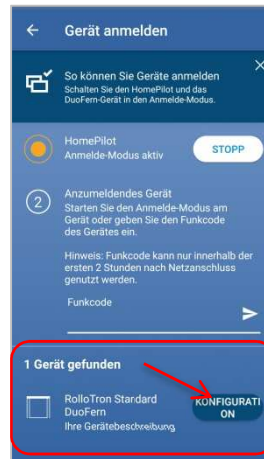 Gerät anmelden
So können Sie Geräte anmelden
Schalten Sie den HomePilot und das
DuoFern-Gerät in den Anmelde-Modus.
HomePilot
Anmelde-Modus aktiv
STOPP
2
Anzumeldendes Gerät
Starten Sie den Anmelde-Modus am
Gerät oder geben Sie den Funkcode
des Gerätes ein.
Hinweis: Funkcode kann nur innerhalb der
ersten 2 Stunden nach Netzanschluss
genutzt werden.
Funkcode
1 Gerät gefunden
RolloTron Standard
DuoFern
Ihre Gerätebeschreibung
KONFIGURATI
ON